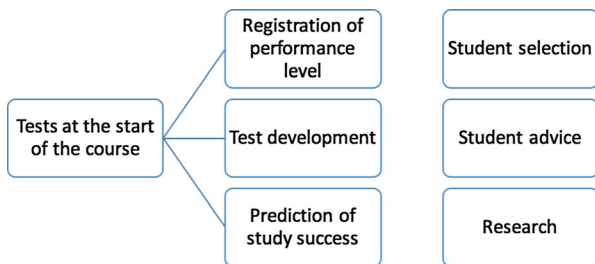 Registration of
performance
level
Student selection
Tests at the start
of the course
Test development
Student advice
Prediction of
study success
Research